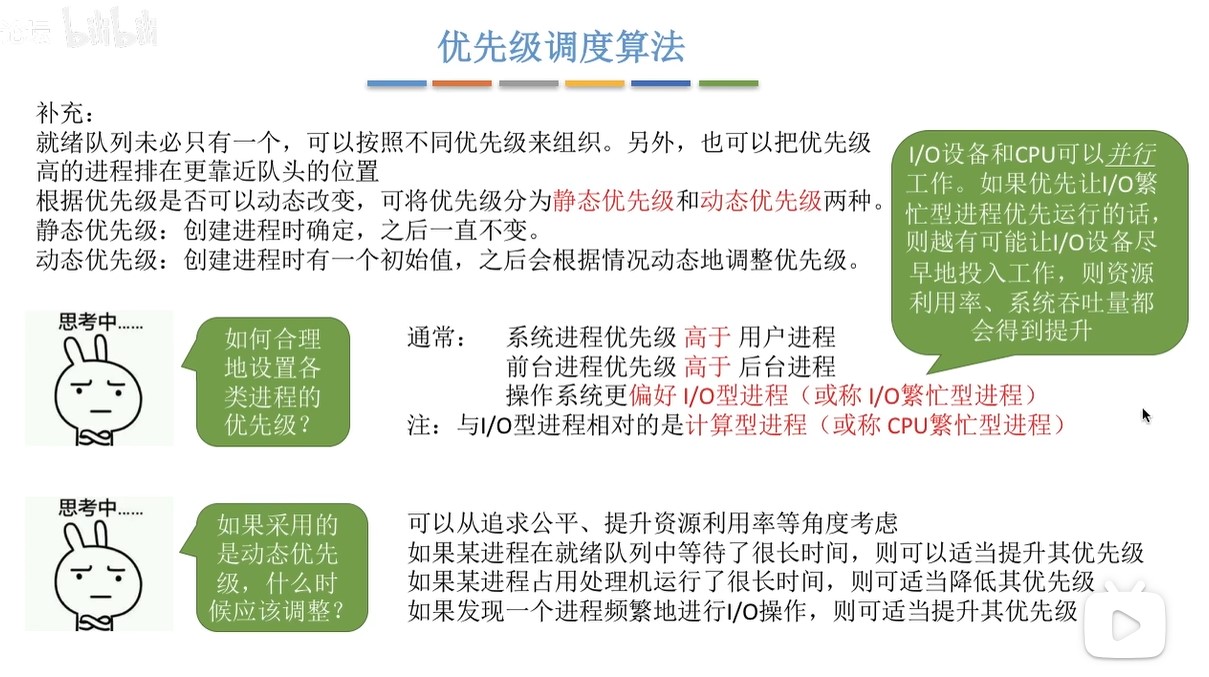 bilibili
优先级调度算法
补充：
就绪队列未必只有一个，可以按照不同优先级来组织。另外，也可以把优先级
高的进程排在更靠近队头的位置
根据优先级是否可以动态改变，可将优先级分为静态优先级和动态优先级两种。
静态优先级：创建进程时确定，之后一直不变。
动态优先级：创建进程时有一个初始值，之后会根据情况动态地调整优先级。
I/O设备和CPU可以并行
工作。如果优先让I/O繁
忙型进程优先运行的话，
则越有可能让I/O设备尽
早地投入工作，则资源
利用率、系统吞吐量都
会得到提升
思考中……
如何合理
地设置各
类进程的
优先级？
通常： 系统进程优先级 高于 用户进程
前台进程优先级 高于 后台进程
操作系统更偏好 I/O型进程（或称 I/O繁忙型进程）
注：与I/O型进程相对的是计算型进程（或称 CPU繁忙型进程）
思考中……
如果采用的
是动态优先
级，什么时
候应该调整？
可以从追求公平、提升资源利用率等角度考虑
如果某进程在就绪队列中等待了很长时间，则可以适当提升其优先级
如果某进程占用处理机运行了很长时间，则可适当降低其优先级
如果发现一个进程频繁地进行I/O操作，则可适当提升其优先级